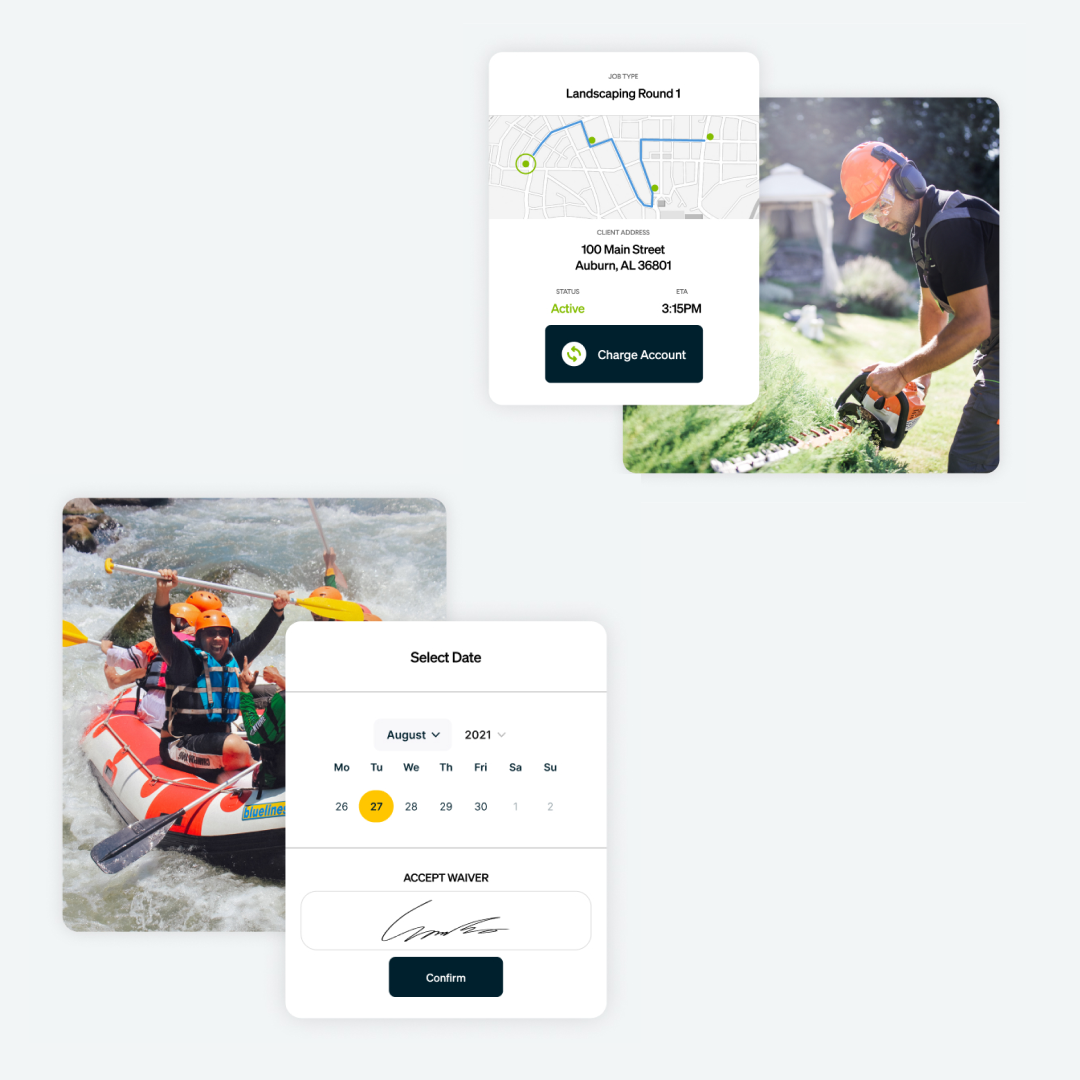 JOB TYPE
Landscaping Round 1
CLIENT ADDRESS
100 Main Street
Auburn, AL 36801
STATUS
ETA
Active
3:15PM
Charge Account
Select Date
August
2021
Mo Tu We Th Fri Sa Su
26 27 28 29 30 1 2
ACCEPT WAIVER
Confirm
blueline